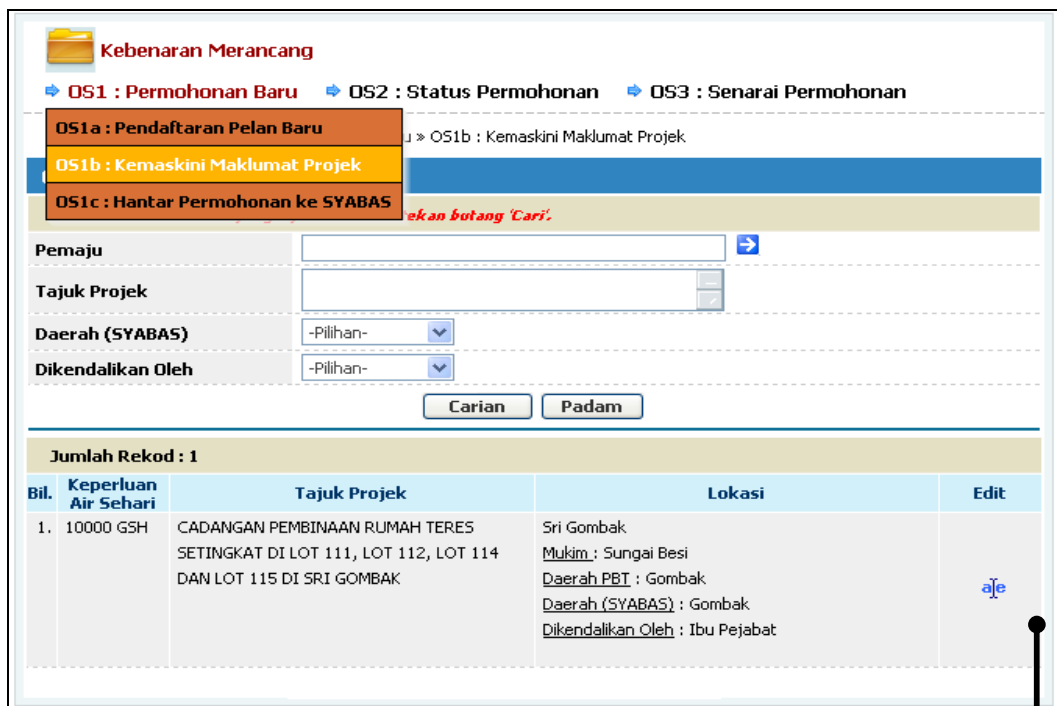 Kebenaran Merancang
OS1 : Permohonan Baru OS2 : Status Permohonan OS3 : Senarai Permohonan
OS1a : Pendaftaran Pelan Baru
» OS1b : Kemaskini Maklumat Projek
OS1b : Kemaskini Maklumat Projek
OS1c : Hantar Permohonan ke SYABAS
butang 'Cari'.
Pemaju
Tajuk Projek
Daerah (SYABAS) -Pilihan-
Dikendalikan Oleh -Pilihan-
Carian Padam
Jumlah Rekod : 1
Bil. Keperluan Air Sehari Tajuk Projek Lokasi Edit
1. 10000 GSH CADANGAN PEMBINAAN RUMAH TERES Sri Gombak
SETINGKAT DI LOT 111, LOT 112, LOT 114 Mukim : Sungai Besi
DAN LOT 115 DI SRI GOMBAK Daerah PBT : Gombak
Daerah (SYABAS) : Gombak
Dikendalikan Oleh : Ibu Pejabat